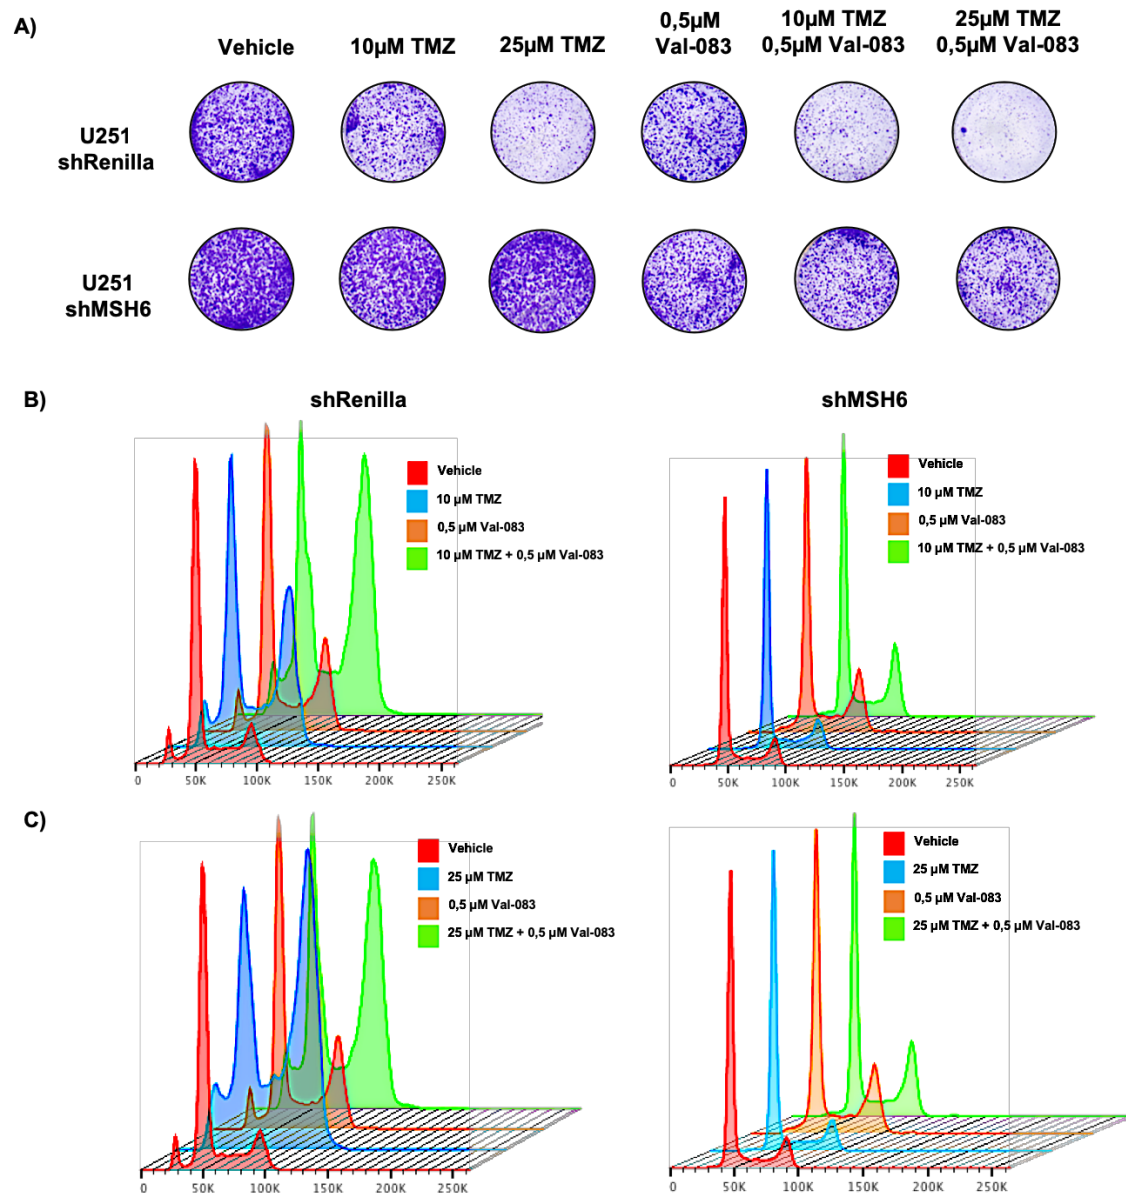 A)
Vehicle
10µM TMZ
25µM TMZ
0,5µM
Val-083
10µM TMZ
0,5µM Val-083
25µM TMZ
0,5µM Val-083
U251
shRenilla
U251
shMSH6
B)
shRenilla
shMSH6
Vehicle
10 µM TMZ
0,5 µM Val-083
10 µM TMZ + 0,5 µM Val-083
0 50K 100K 150K 200K 250K
Vehicle
10 µM TMZ
0,5 µM Val-083
10 µM TMZ + 0,5 µM Val-083
0 50K 100K 150K 200K 250K
C)
Vehicle
25 µM TMZ
0,5 µM Val-083
25 µM TMZ + 0,5 µM Val-083
0 50K 100K 150K 200K 250K
Vehicle
25 µM TMZ
0,5 µM Val-083
25 µM TMZ + 0,5 µM Val-083
0 50K 100K 150K 200K 250K